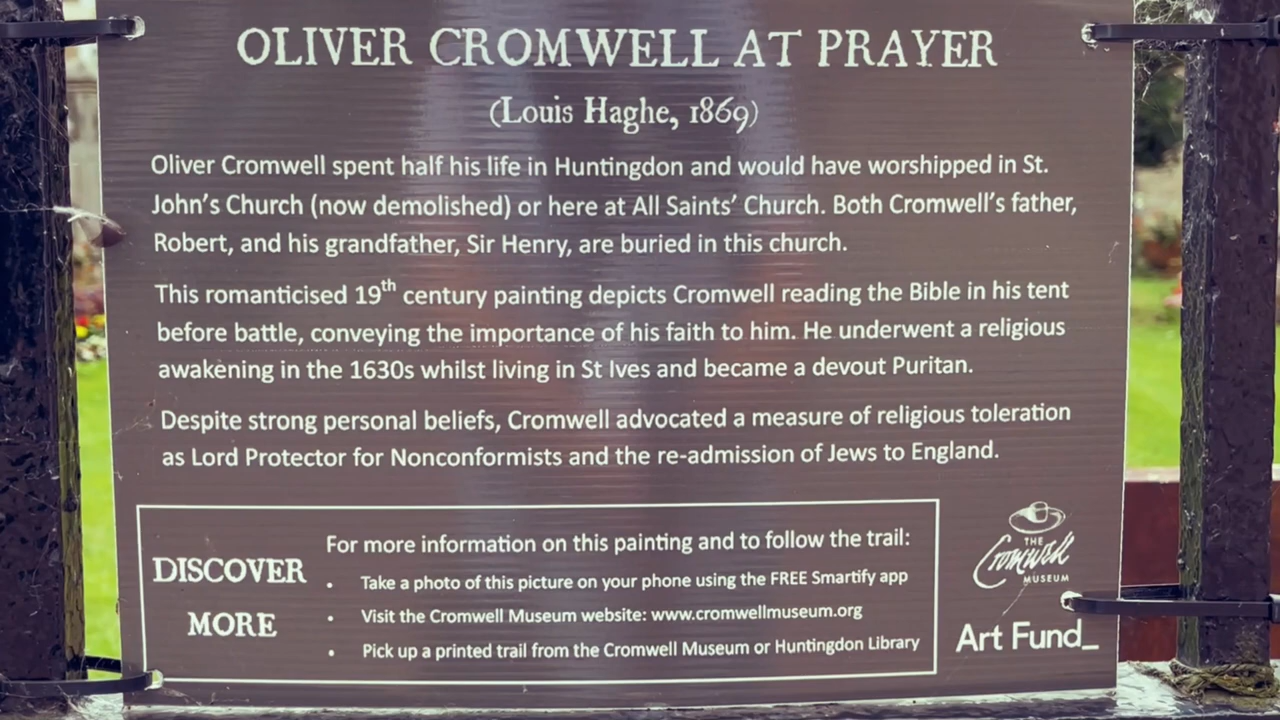 OLIVER CROMWELL AT PRAYER
(Louis Haghe, 1869)
Oliver Cromwell spent half his life in Huntingdon and would have worshipped in St.
John's Church (now demolished) or here at All Saints' Church. Both Cromwell's father,
Robert, and his grandfather, Sir Henry, are buried in this church.
This romanticised 19th century painting depicts Cromwell reading the Bible in his tent
before battle, conveying the importance of his faith to him. He underwent a religious
awakening in the 1630s whilst living in St Ives and became a devout Puritan.
Despite strong personal beliefs, Cromwell advocated a measure of religious toleration
as Lord Protector for Nonconformists and the re-admission of Jews to England.
DISCOVER
MORE
For more information on this painting and to follow the trail:
• Take a photo of this picture on your phone using the FREE Smartify app
• Visit the Cromwell Museum website: www.cromwellmuseum.org
• Pick up a printed trail from the Cromwell Museum or Huntingdon Library
THE
Cromwell
MUSEUM
Art Fund_